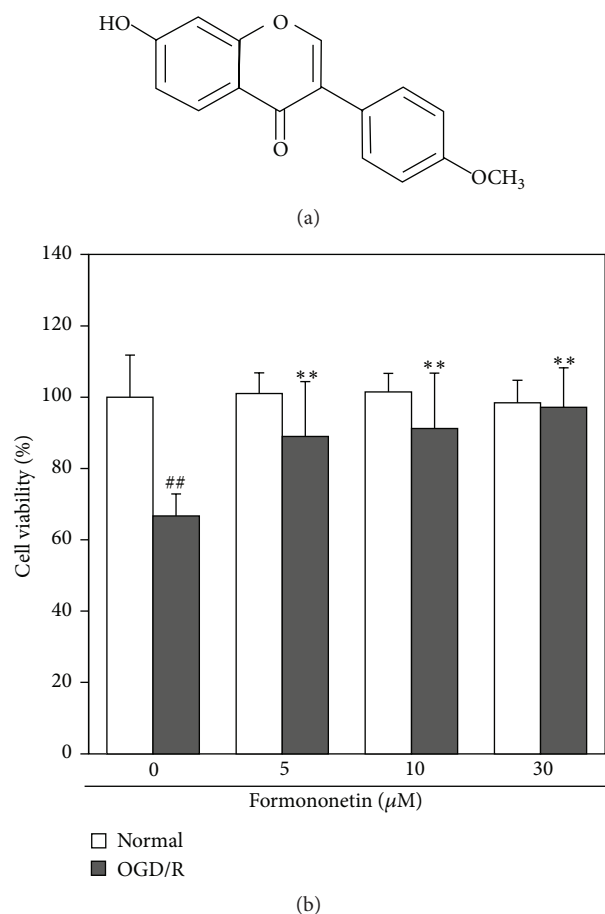 HO
O
O
OCH₃
(a)
140
120
100
80
60
40
20
0
Cell viability (%)
##
**
**
**
0 5 10 30
Formononetin (μM)
Normal
OGD/R
(b)